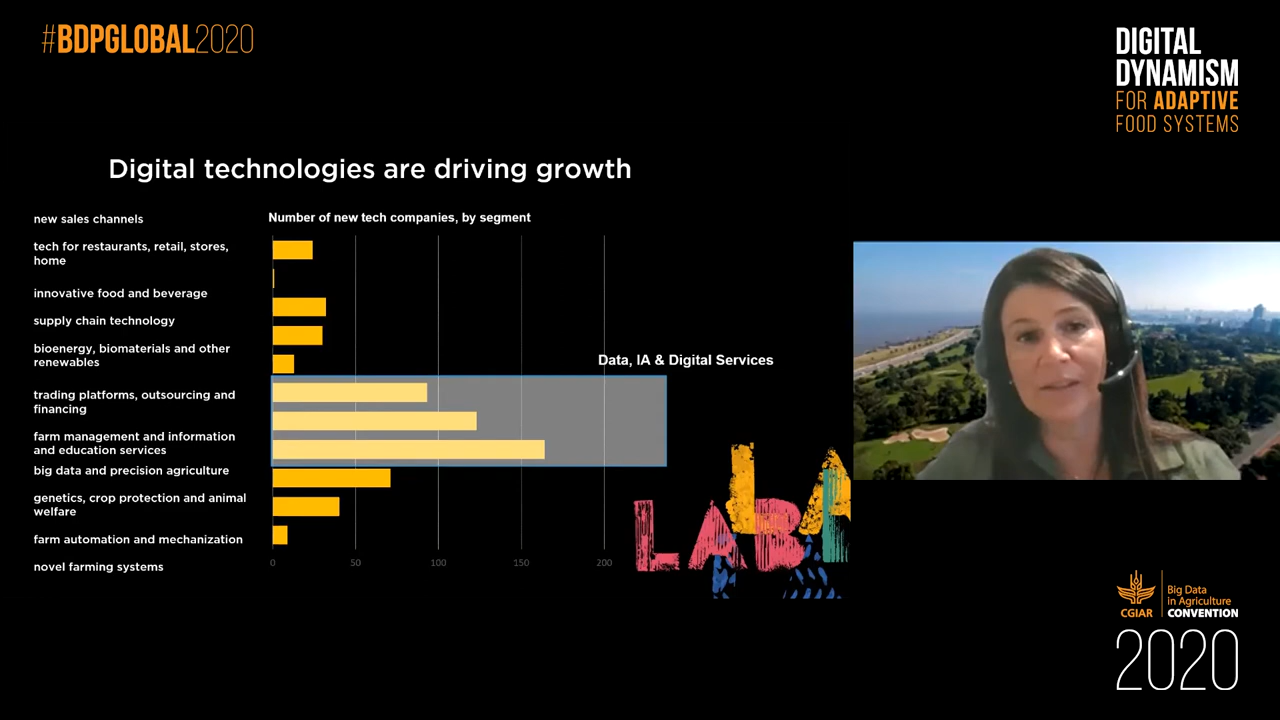 #BDPGLOBAL2020
DIGITAL
DYNAMISM
FOR ADAPTIVE
FOOD SYSTEMS
Digital technologies are driving growth
Number of new tech companies, by segment
new sales channels
tech for restaurants, retail, stores,
home
innovative food and beverage
supply chain technology
bioenergy, biomaterials and other
renewables
trading platforms, outsourcing and
financing
farm management and information
and education services
big data and precision agriculture
genetics, crop protection and animal
welfare
farm automation and mechanization
novel farming systems
Data, IA & Digital Services
0 50 100 150 200
LAB
LA
CGIAR
Big Data
in Agriculture
CONVENTION
2020